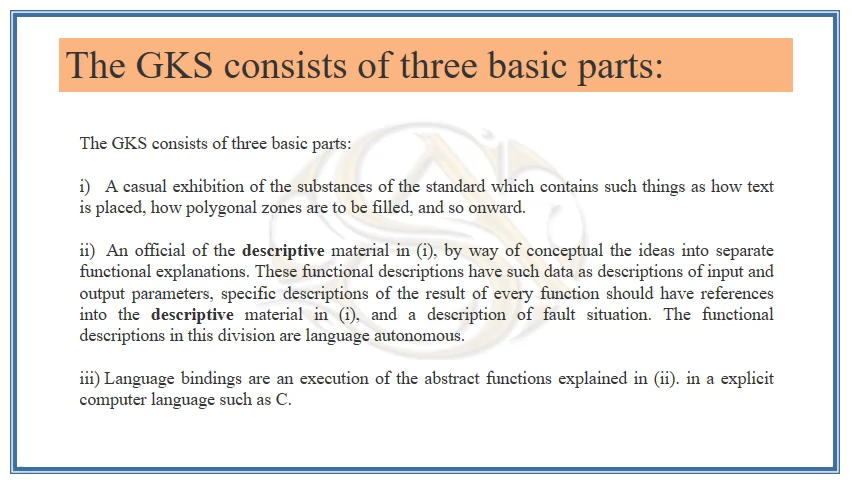 The GKS consists of three basic parts:
The GKS consists of three basic parts:
i) A casual exhibition of the substances of the standard which contains such things as how text
is placed, how polygonal zones are to be filled, and so onward.
ii) An official of the descriptive material in (i), by way of conceptual the ideas into separate
functional explanations. These functional descriptions have such data as descriptions of input and
output parameters, specific descriptions of the result of every function should have references
into the descriptive material in (i), and a description of fault situation. The functional
descriptions in this division are language autonomous.
iii) Language bindings are an execution of the abstract functions explained in (ii). in a explicit
computer language such as C.